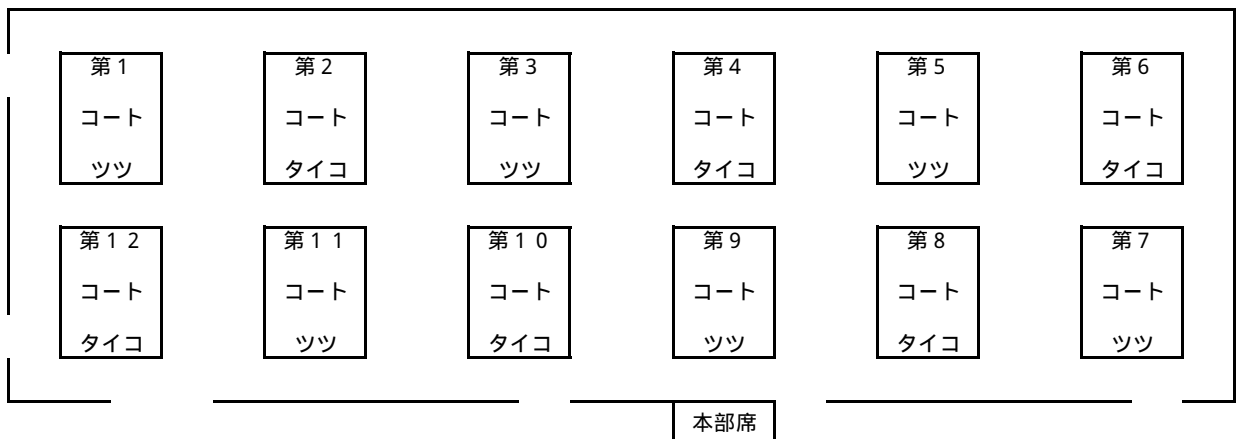 第1
コート
ツツ
第2
コート
タイコ
第3
コート
ツツ
第4
コート
タイコ
第5
コート
ツツ
第6
コート
タイコ
第1 2
コート
タイコ
第1 1
コート
ツツ
第1 0
コート
タイコ
第9
コート
ツツ
第8
コート
タイコ
第7
コート
ツツ
本部席